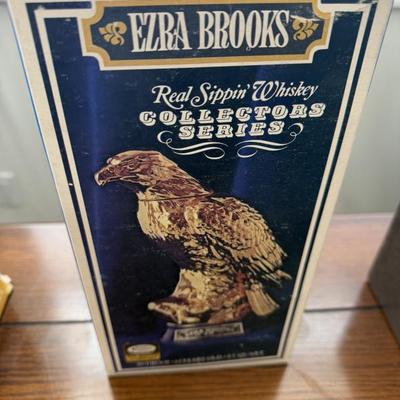 EZRA BROOKS
Real Sippin' Whiskey
COLLECTORS
SERIES